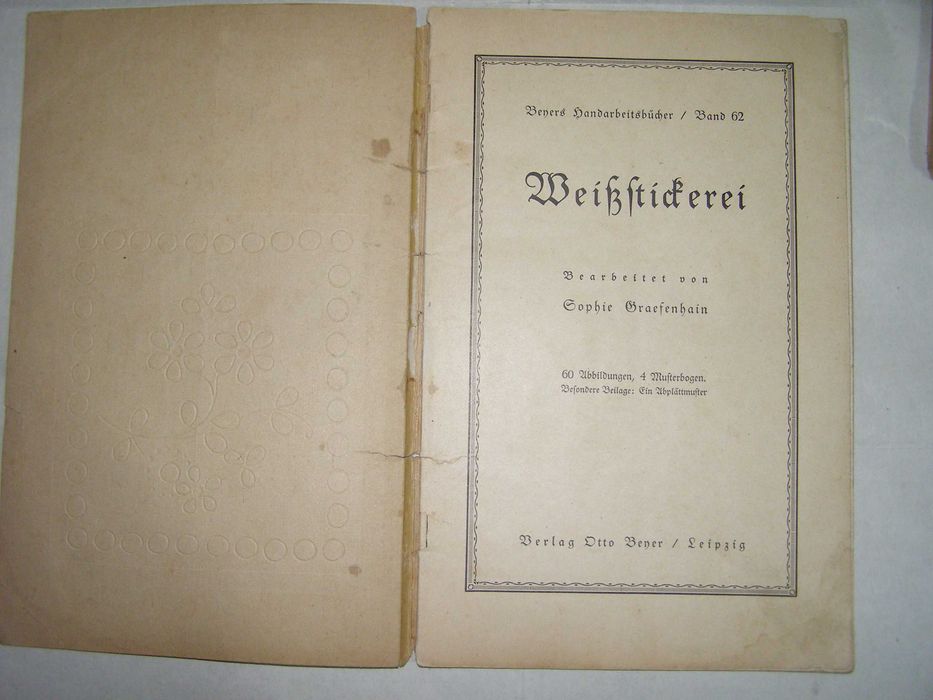 Beyers Handarbeitsbücher / Band 62
Weißstickerei
Bearbeitet von
Sophie Graesenhain
60 Abbildungen, 4 Musterbogen.
Besondere Beilage: Ein Abplättmuster
Verlag Otto Beyer / Leipzig